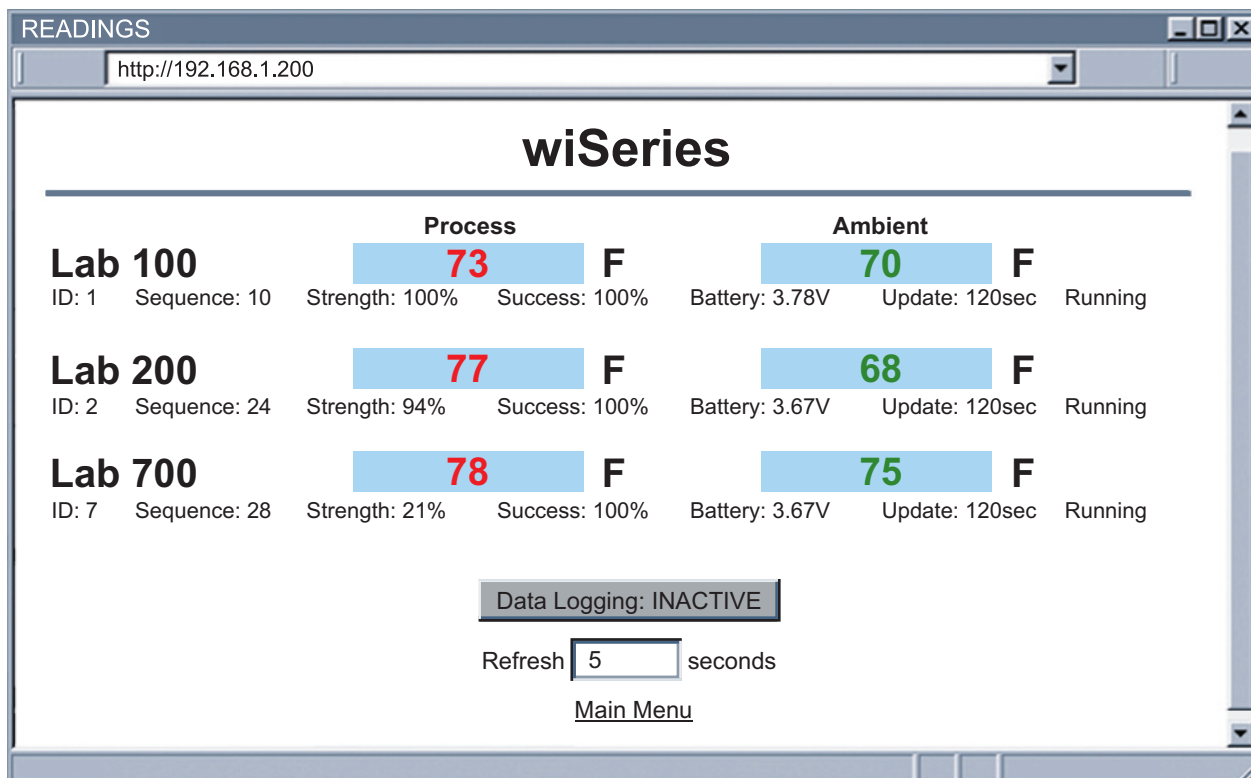 READINGS
http://192.168.1.200
wiSeries
Process Ambient
Lab 100 73 F 70 F
ID: 1 Sequence: 10 Strength: 100% Success: 100% Battery: 3.78V Update: 120sec Running
Lab 200 77 F 68 F
ID: 2 Sequence: 24 Strength: 94% Success: 100% Battery: 3.67V Update: 120sec Running
Lab 700 78 F 75 F
ID: 7 Sequence: 28 Strength: 21% Success: 100% Battery: 3.67V Update: 120sec Running
Data Logging: INACTIVE
Refresh 5 seconds
Main Menu